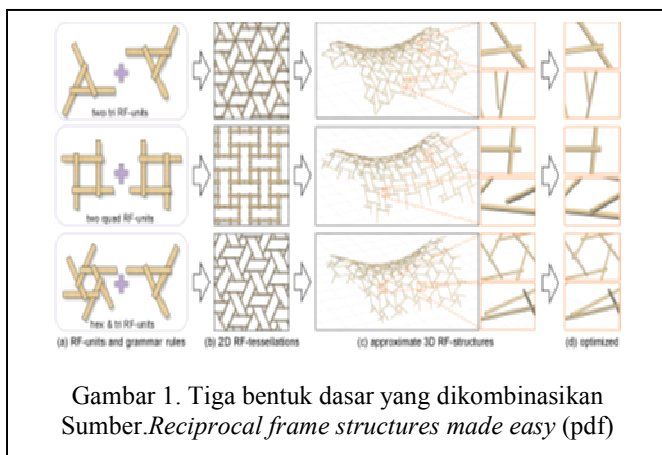 two tri RF-units
two quad RF-units
hex & tri RF-units
(a) RF-units and grammar rules (b) 2D RF-tessellations (c) approximate 3D RF-structures (d) optimized
Gambar 1. Tiga bentuk dasar yang dikombinasikan
Sumber.Reciprocal frame structures made easy (pdf)